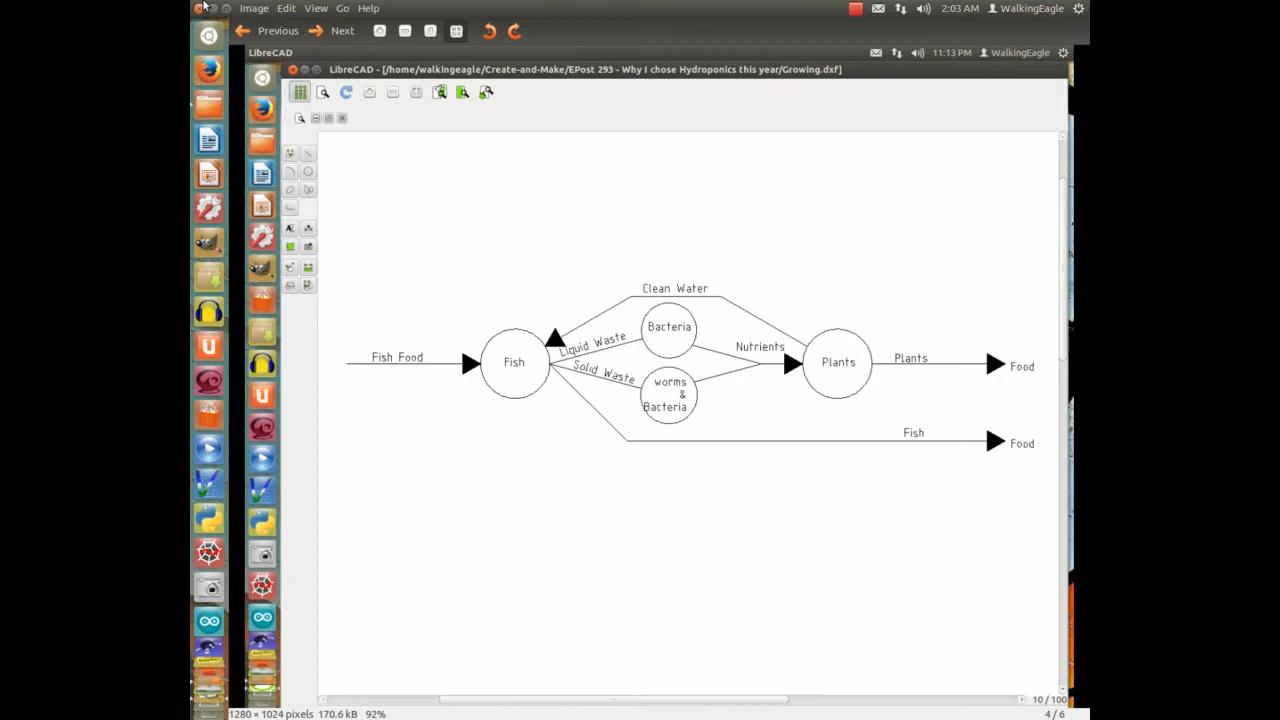 Image Edit View Go Help 2:03 AM WalkingEagle
Previous Next
LibreCAD 11:13 PM WalkingEagle
LibreCAD - [/home/walkingeagle/Create-and-Make/EPost 293 - Why I chose Hydroponics this year/Growing.dxf]
Clean Water
Bacteria
Liquid Waste
Nutrients
Fish Food
Fish
Plants
Plants
Food
Solid Waste
worms
&
Bacteria
Fish
Food
10 / 100
1280 × 1024 pixels 170.6 kB 92% 4 / 6